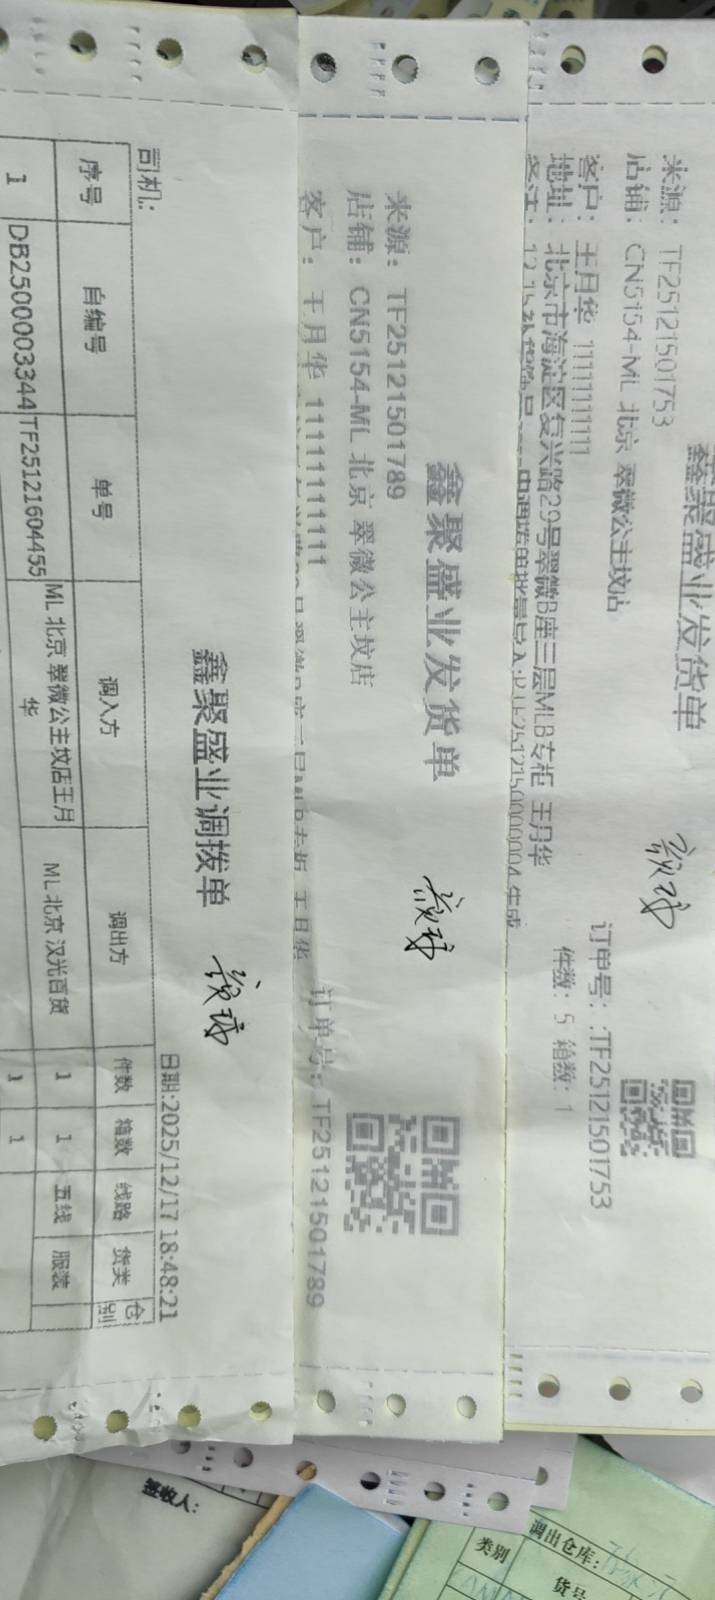 鑫聚盛业发货单
来源：TF25121501753
店铺：CN5154-ML 北京 翠微公主坟店
订单号：:TF25121501753
客户：王月华 11111111111
件数：5 箱数：1
地址：北京市海淀区复兴路29号翠微B座三层MLB专柜 王月华
鑫聚盛业发货单
来源：TF25121501789
店铺：CN5154-ML 北京 翠微公主坟店
客户：王月华 11111111111
订单号：TF25121501789
鑫聚盛业调拨单
日期:2025/12/17 18:48:21
司机:
序号 自编号 单号 调入方 调出方 件数 箱数 线路 货类 仓别
1 DB2500003344 TF25121604455 ML 北京 翠微公主坟店王月华 ML 北京 汉光百货 1 1 五线 服装
1 1
签收人:
调出仓库:
类别 货号